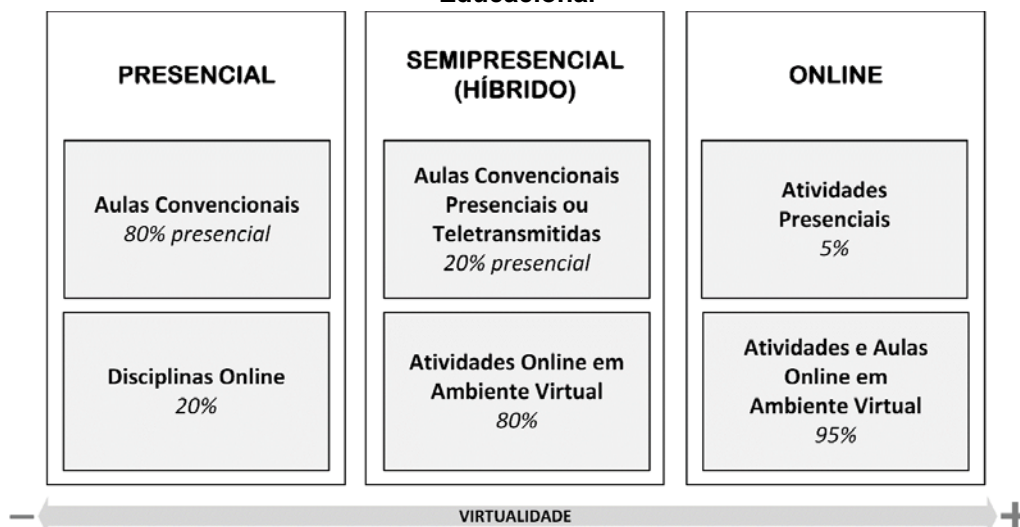 Educacional
PRESENCIAL
Aulas Convencionais
80% presencial
Disciplinas Online
20%
SEMIPRESENCIAL
(HÍBRIDO)
Aulas Convencionais
Presenciais ou
Teletransmitidas
20% presencial
Atividades Online em
Ambiente Virtual
80%
ONLINE
Atividades
Presenciais
5%
Atividades e Aulas
Online em
Ambiente Virtual
95%
− VIRTUALIDADE +